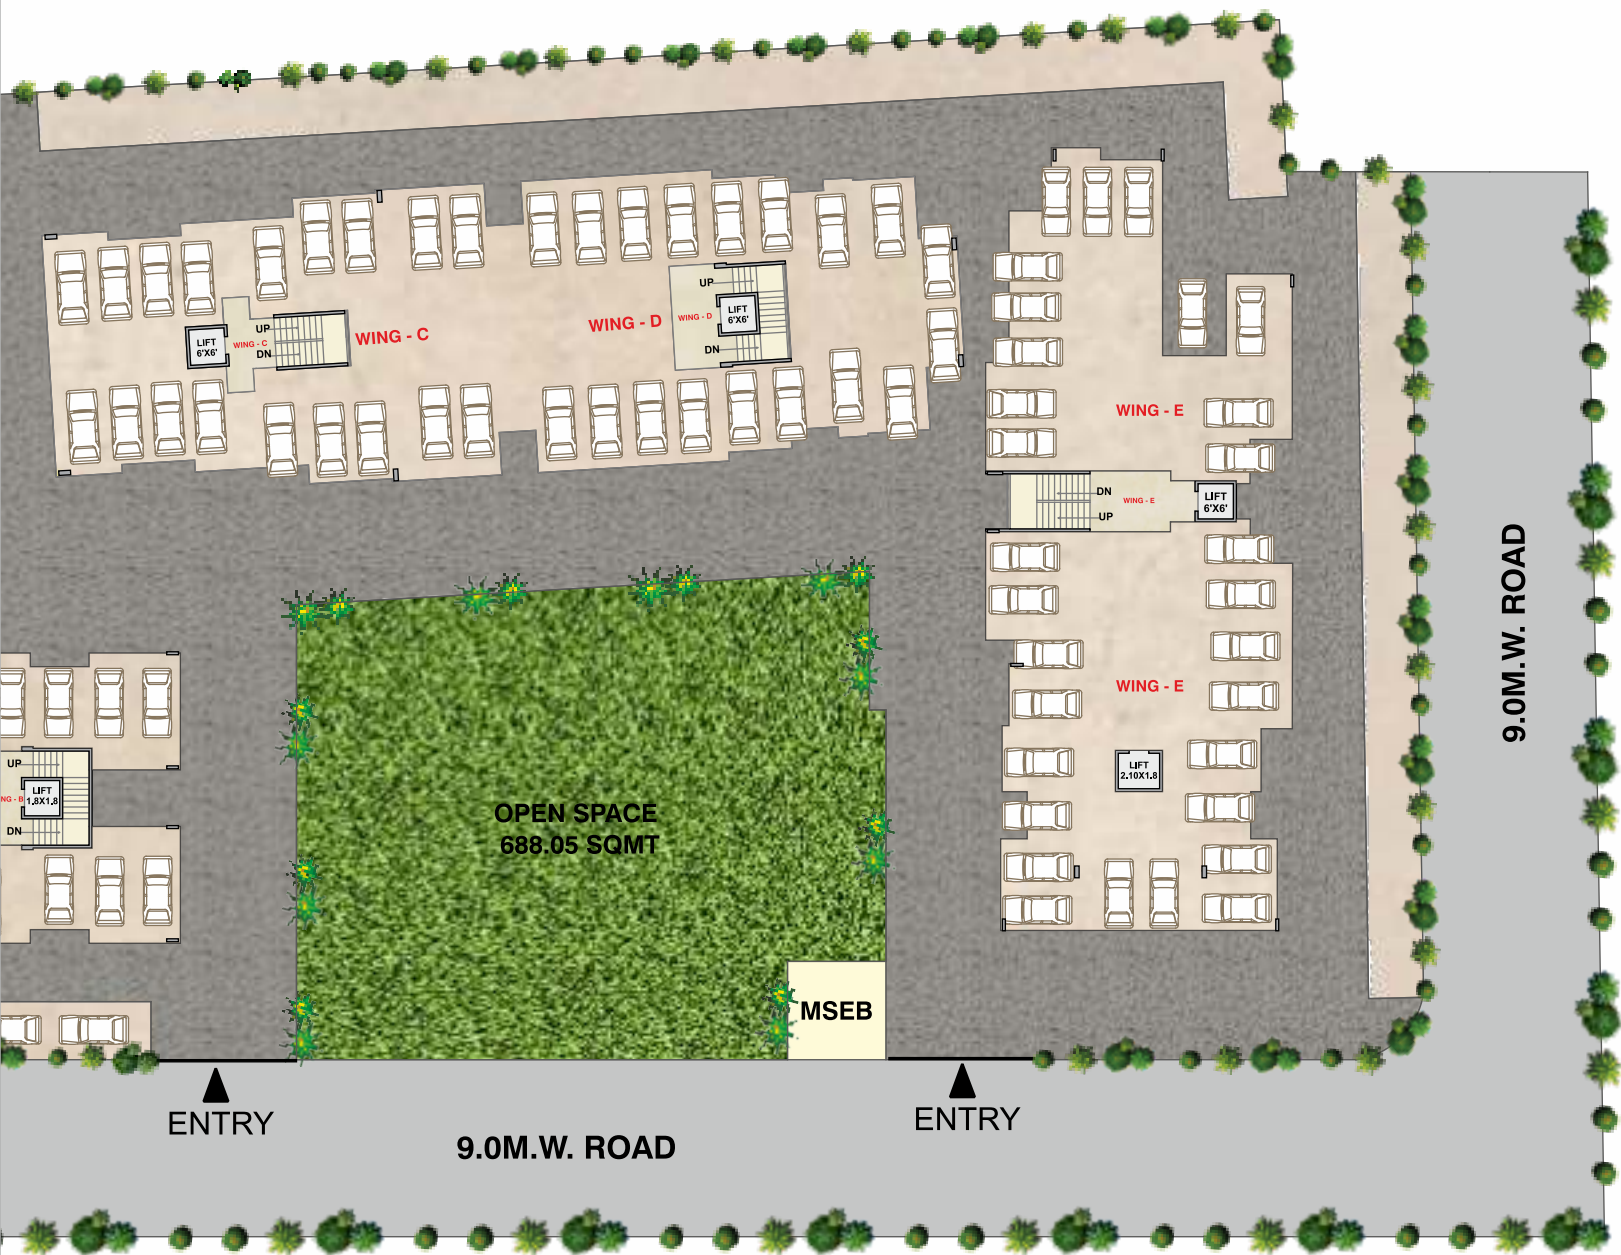 UP
LIFT
6'X6'
WING - C
DN
WING - C
WING - D
UP
WING - D
LIFT
6'X6'
DN
WING - E
DN
WING - E
LIFT
6'X6'
UP
WING - E
LIFT
2.10X1.8
9.0M.W. ROAD
UP
LIFT
1.8X1.8
NG - B
DN
OPEN SPACE
688.05 SQMT
MSEB
ENTRY
ENTRY
9.0M.W. ROAD